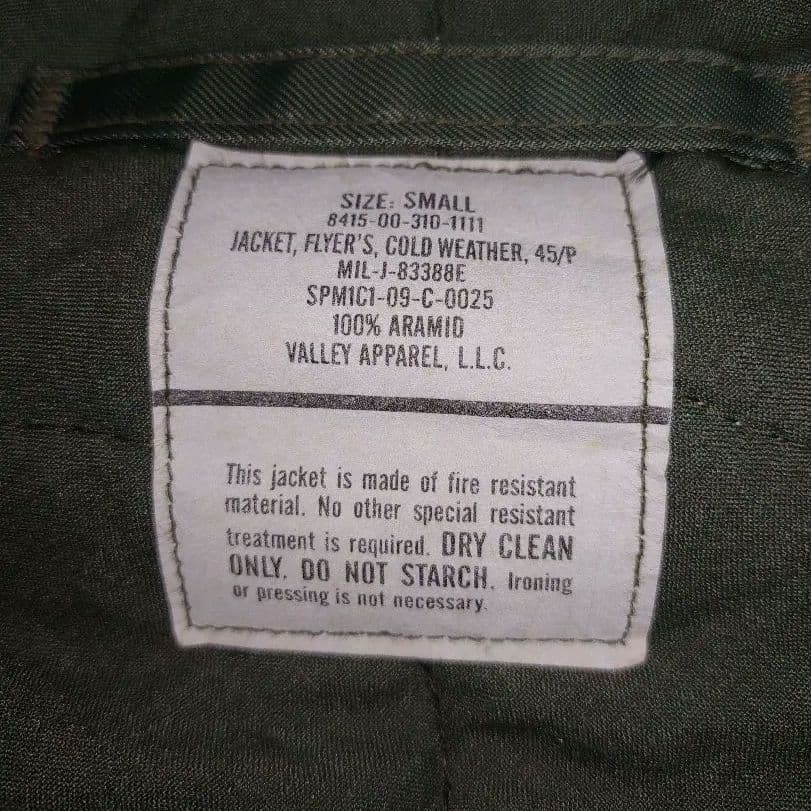 SIZE: SMALL
8415-00-310-1111
JACKET, FLYER'S, COLD WEATHER, 45/P
MIL-J-83388E
SPM1C1-09-C-0025
100% ARAMID
VALLEY APPAREL, L.L.C.
This jacket is made of fire resistant
material. No other special resistant
treatment is required. DRY CLEAN
ONLY. DO NOT STARCH. Ironing
or pressing is not necessary.